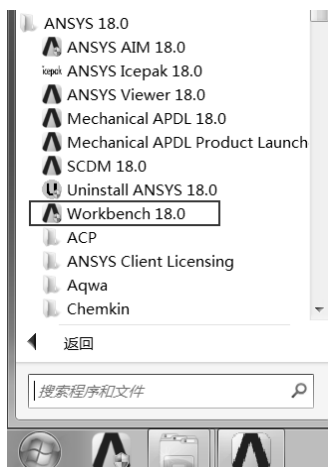 ANSYS 18.0
ANSYS AIM 18.0
icepak ANSYS Icepak 18.0
ANSYS Viewer 18.0
Mechanical APDL 18.0
Mechanical APDL Product Launch
SCDM 18.0
Uninstall ANSYS 18.0
Workbench 18.0
ACP
ANSYS Client Licensing
Aqwa
Chemkin
返回
搜索程序和文件